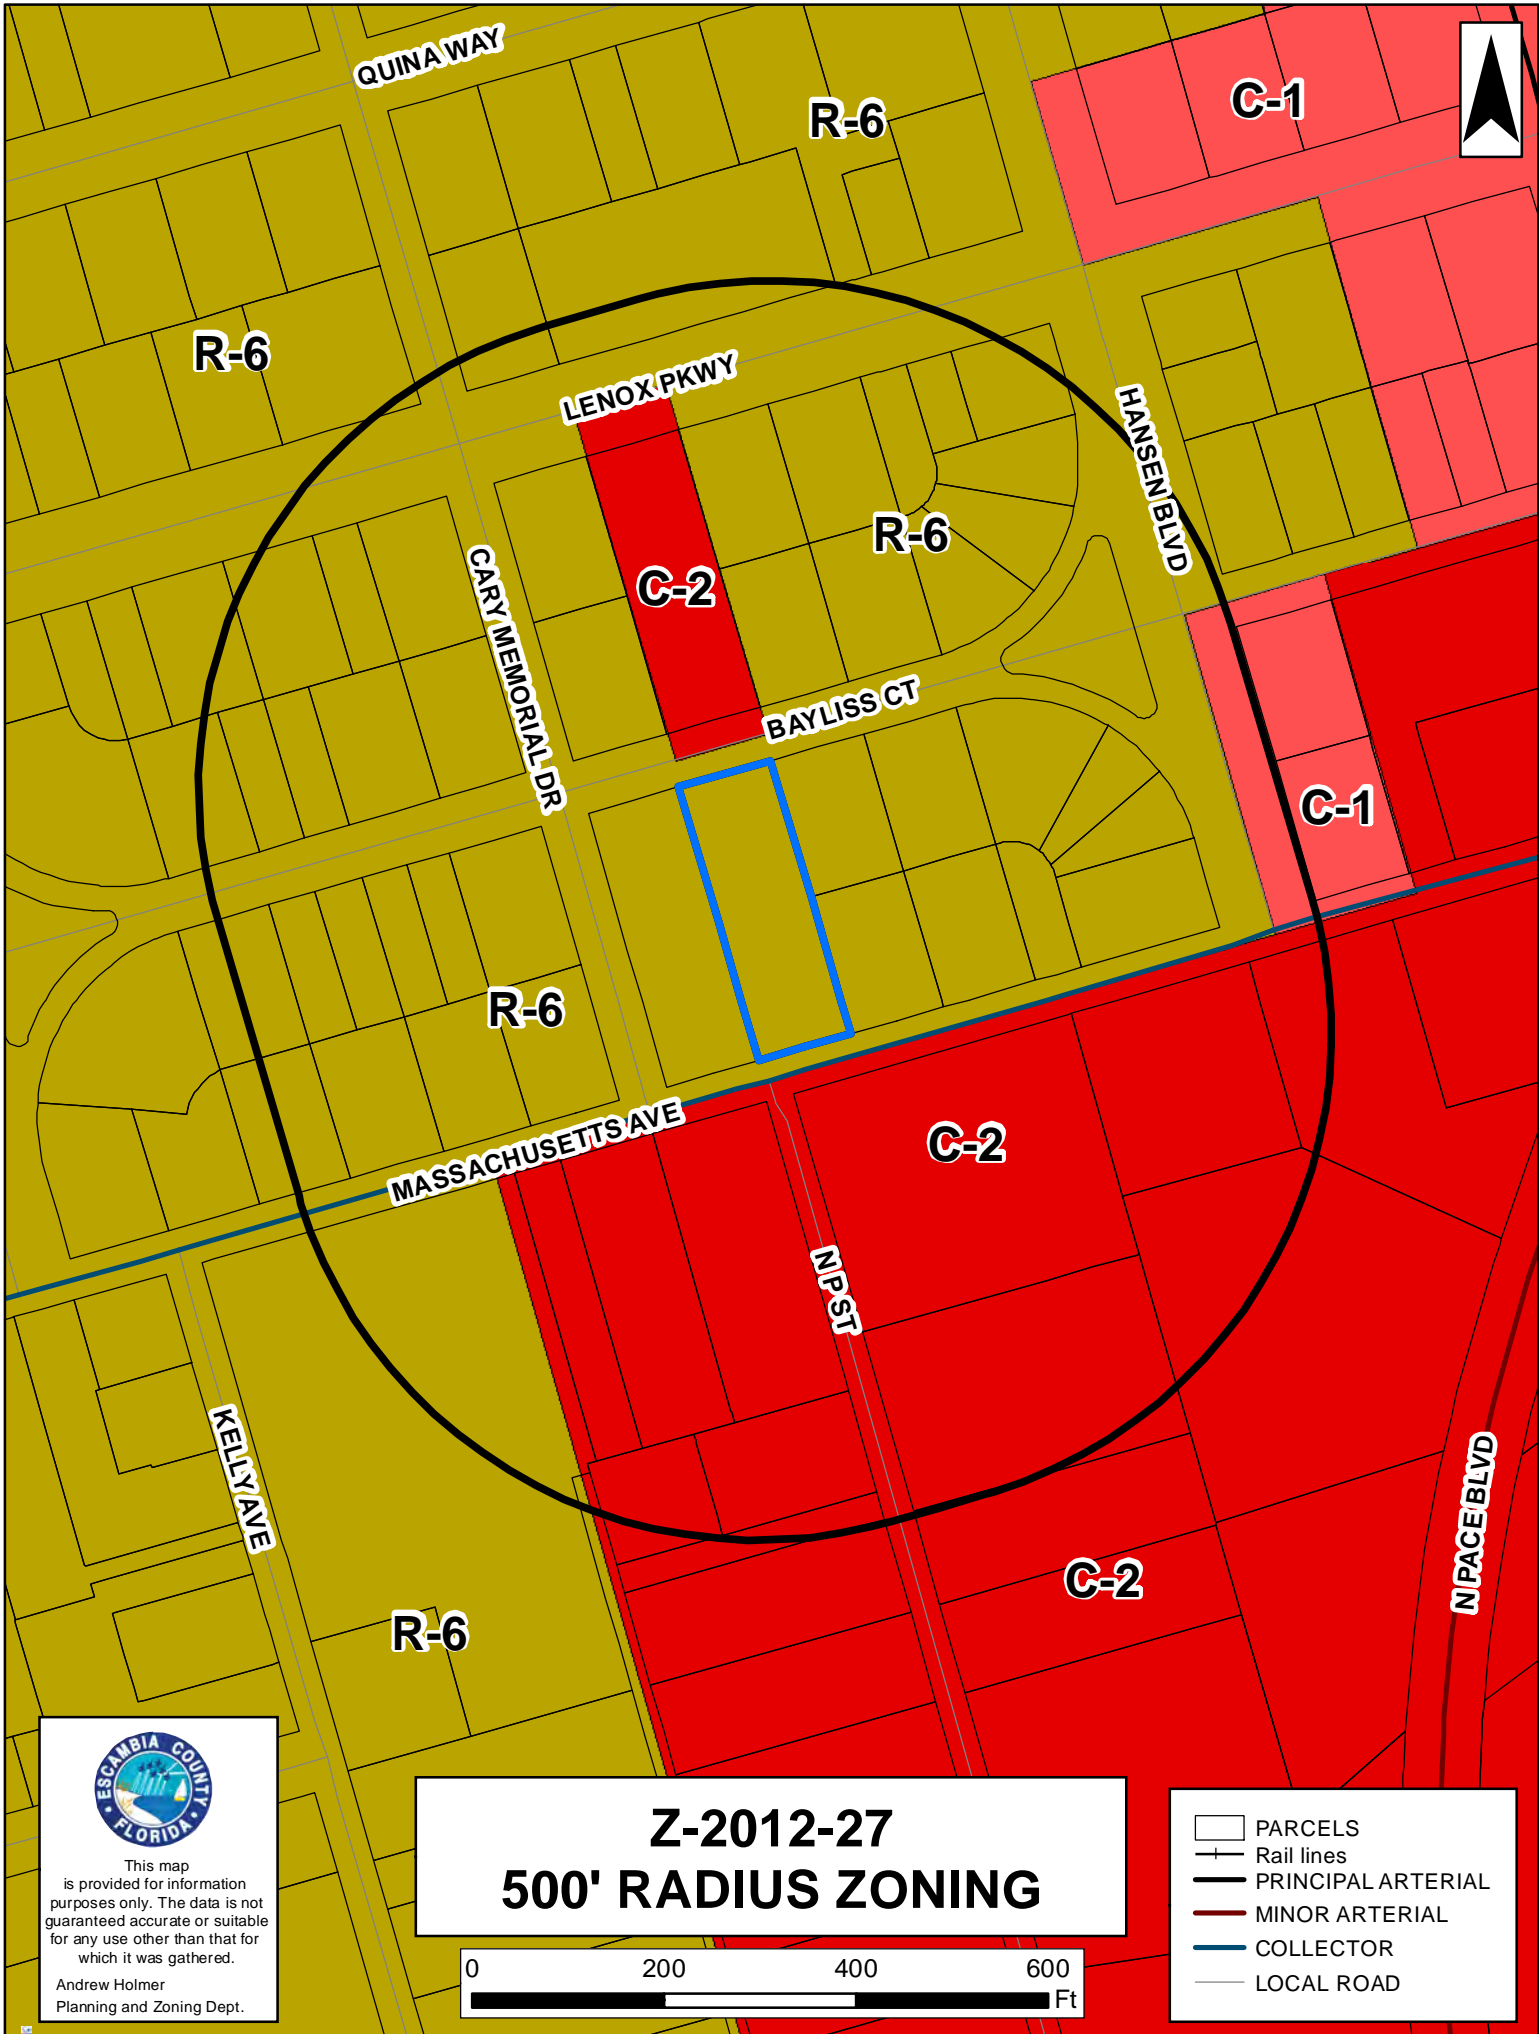 QUINA WAY
R-6
C-1
R-6
LENOX PKWY
HANSEN BLVD
R-6
C-2
CARY MEMORIAL DR
BAYLISS CT
C-1
R-6
MASSACHUSETTS AVE
C-2
N P ST
KELLY AVE
N PACE BLVD
C-2
R-6
ESCAMBIA COUNTY
FLORIDA
This map
is provided for information
purposes only. The data is not
guaranteed accurate or suitable
for any use other than that for
which it was gathered.
Andrew Holmer
Planning and Zoning Dept.
Z-2012-27
500' RADIUS ZONING
0 200 400 600
Ft
PARCELS
Rail lines
PRINCIPAL ARTERIAL
MINOR ARTERIAL
COLLECTOR
LOCAL ROAD